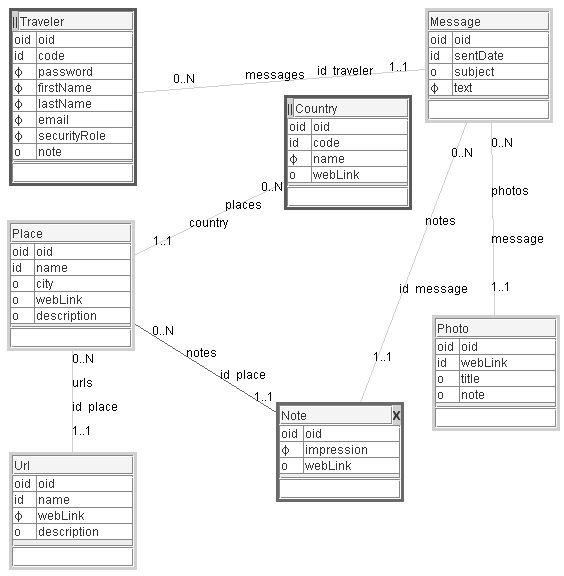 || Traveler
oid oid
id code
ϕ password
ϕ firstName
ϕ lastName
ϕ email
ϕ securityRole
o note
Message
oid oid
id sentDate
o subject
ϕ text
0..N messages id traveler 1..1
|| Country
oid oid
id code
ϕ name
o webLink
0..N
places
country
1..1
0..N
notes
id message
1..1
0..N
photos
message
1..1
Place
oid oid
id name
o city
o webLink
o description
0..N
notes
id place
1..1
0..N
urls
id place
1..1
Photo
oid oid
id webLink
o title
o note
Note X
oid oid
ϕ impression
o webLink
Url
oid oid
id name
ϕ webLink
o description